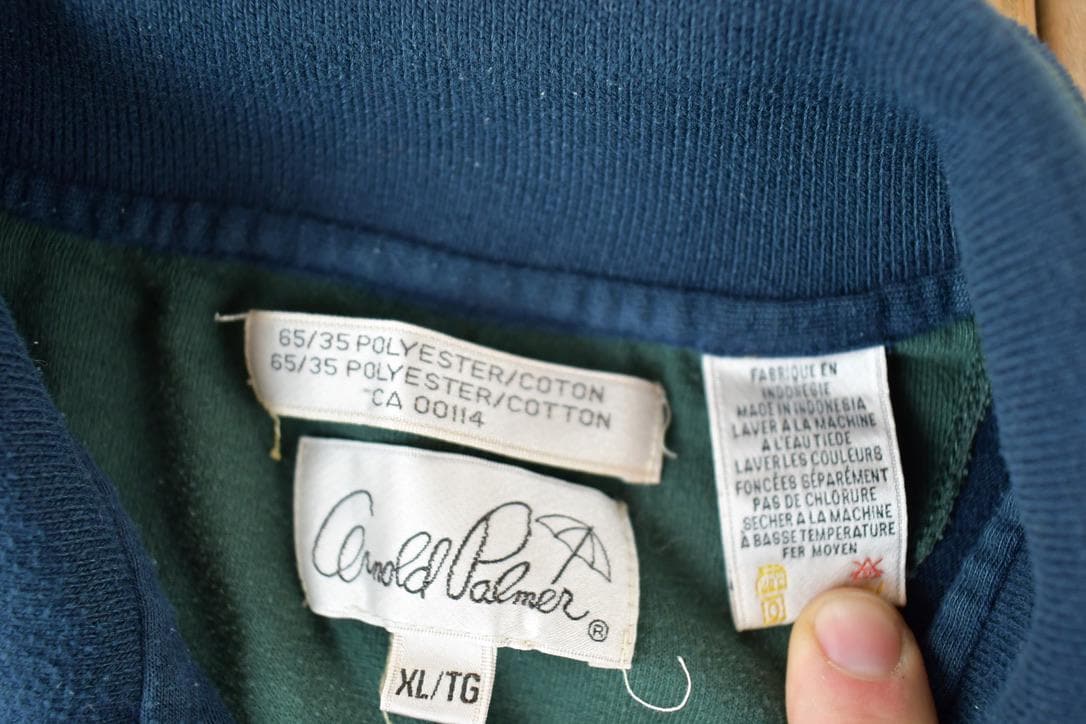 65/35 POLYESTER/COTON
65/35 POLYESTER/COTTON
CA 00114
Arnold Palmer
®
XL/TG
FABRIQUE EN
INDONESIE
MADE IN INDONESIA
LAVER A LA MACHINE
A L'EAU TIEDE
LAVER LES COULEURS
FONCÉES SÉPARÉMENT
PAS DE CHLORURE
SECHER A LA MACHINE
À BASSE TEMPERATURE
FER MOYEN